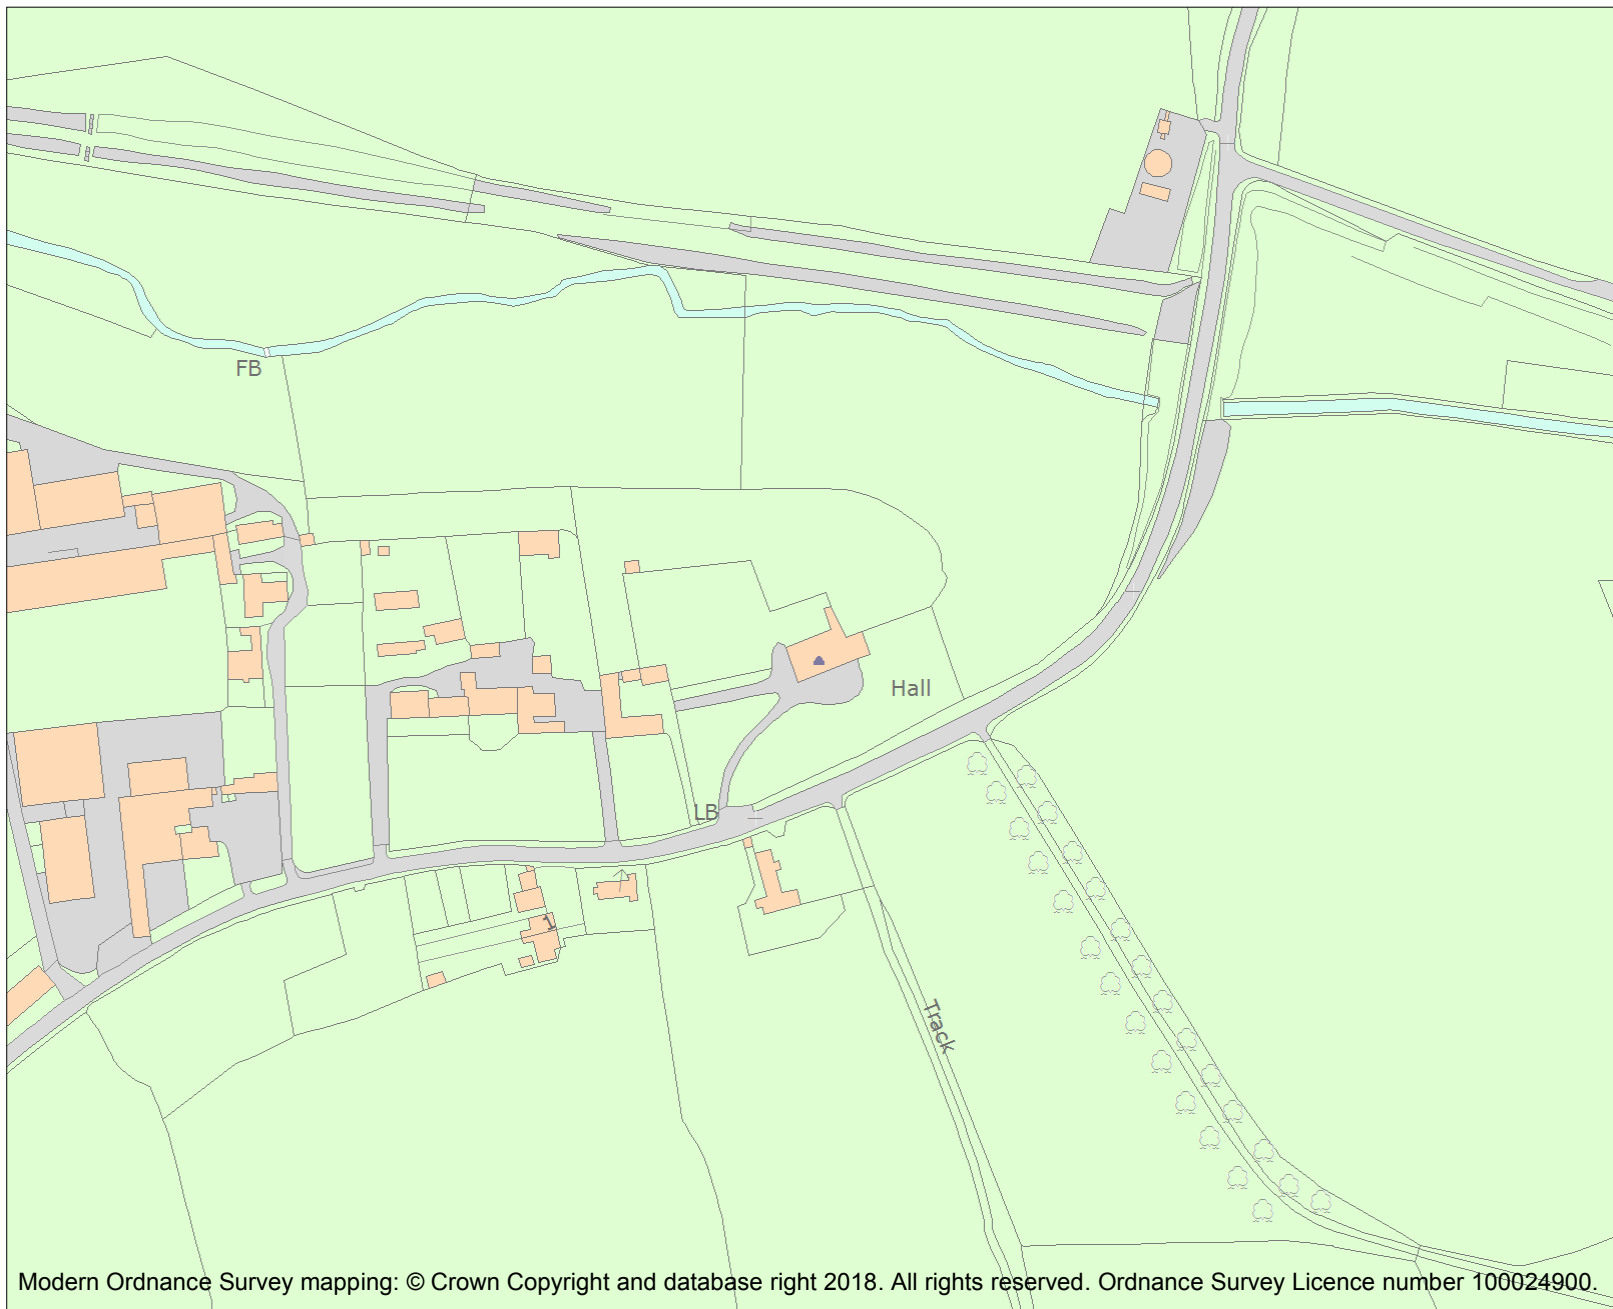 FB
Hall
LB
1
Track
Modern Ordnance Survey mapping: © Crown Copyright and database right 2018. All rights reserved. Ordnance Survey Licence number 100024900.